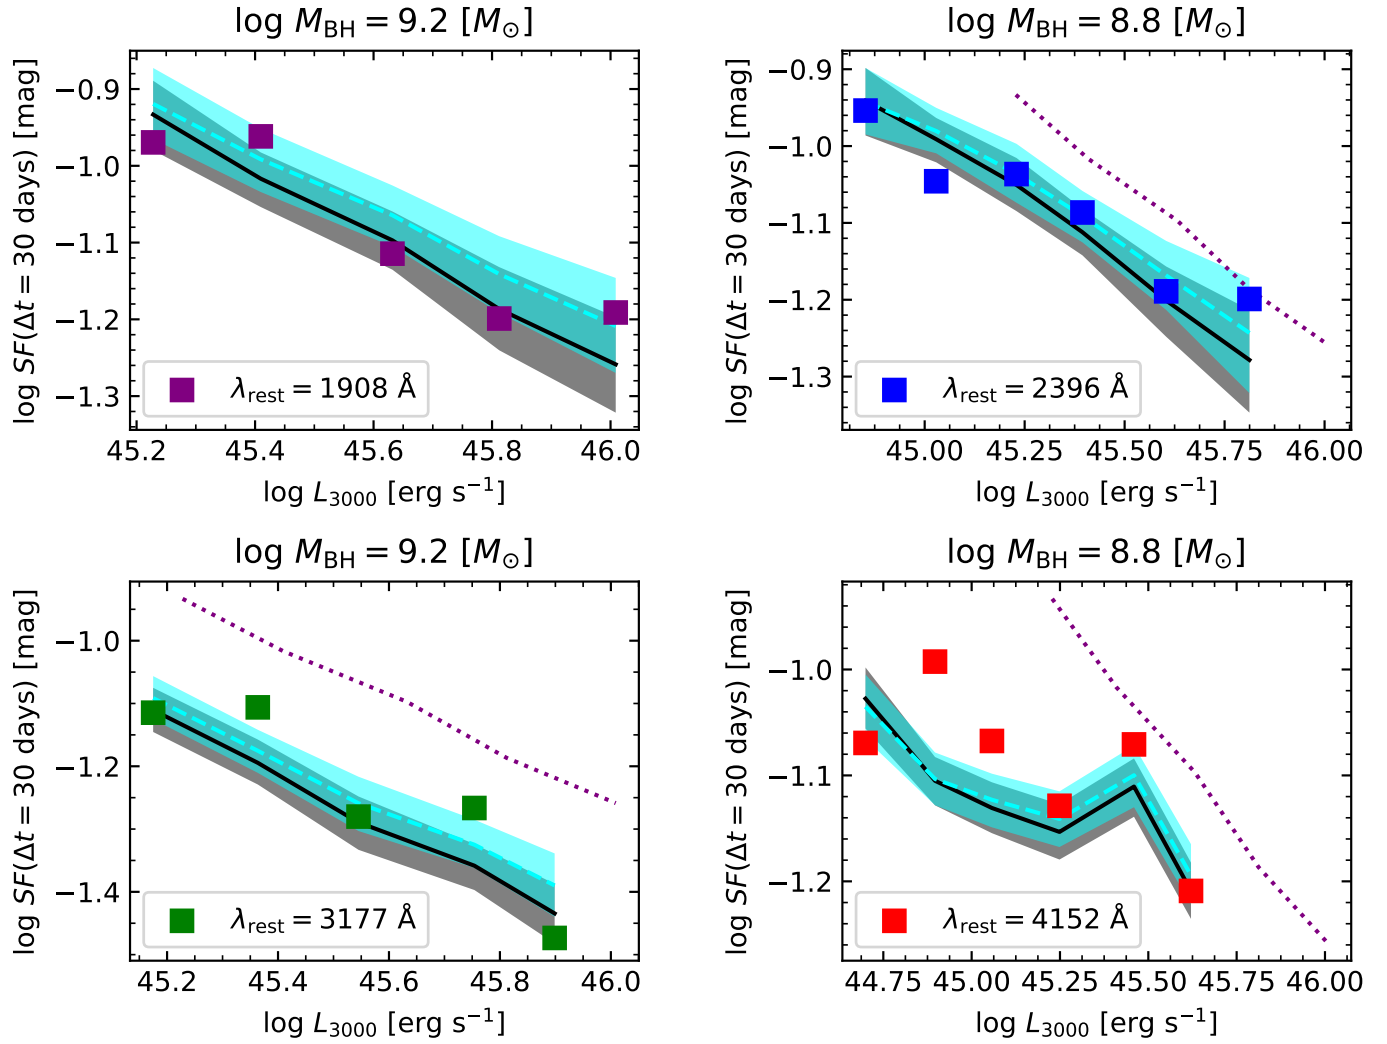 log M_BH = 9.2 [M_⊙]
log SF(Δt = 30 days) [mag]
−0.9
−1.0
−1.1
−1.2
−1.3
λ_rest = 1908 Å
45.2 45.4 45.6 45.8 46.0
log L_3000 [erg s⁻¹]
log M_BH = 8.8 [M_⊙]
log SF(Δt = 30 days) [mag]
−0.9
−1.0
−1.1
−1.2
−1.3
λ_rest = 2396 Å
45.00 45.25 45.50 45.75 46.00
log L_3000 [erg s⁻¹]
log M_BH = 9.2 [M_⊙]
log SF(Δt = 30 days) [mag]
−1.0
−1.2
−1.4
λ_rest = 3177 Å
45.2 45.4 45.6 45.8 46.0
log L_3000 [erg s⁻¹]
log M_BH = 8.8 [M_⊙]
log SF(Δt = 30 days) [mag]
−1.0
−1.1
−1.2
λ_rest = 4152 Å
44.75 45.00 45.25 45.50 45.75 46.00
log L_3000 [erg s⁻¹]